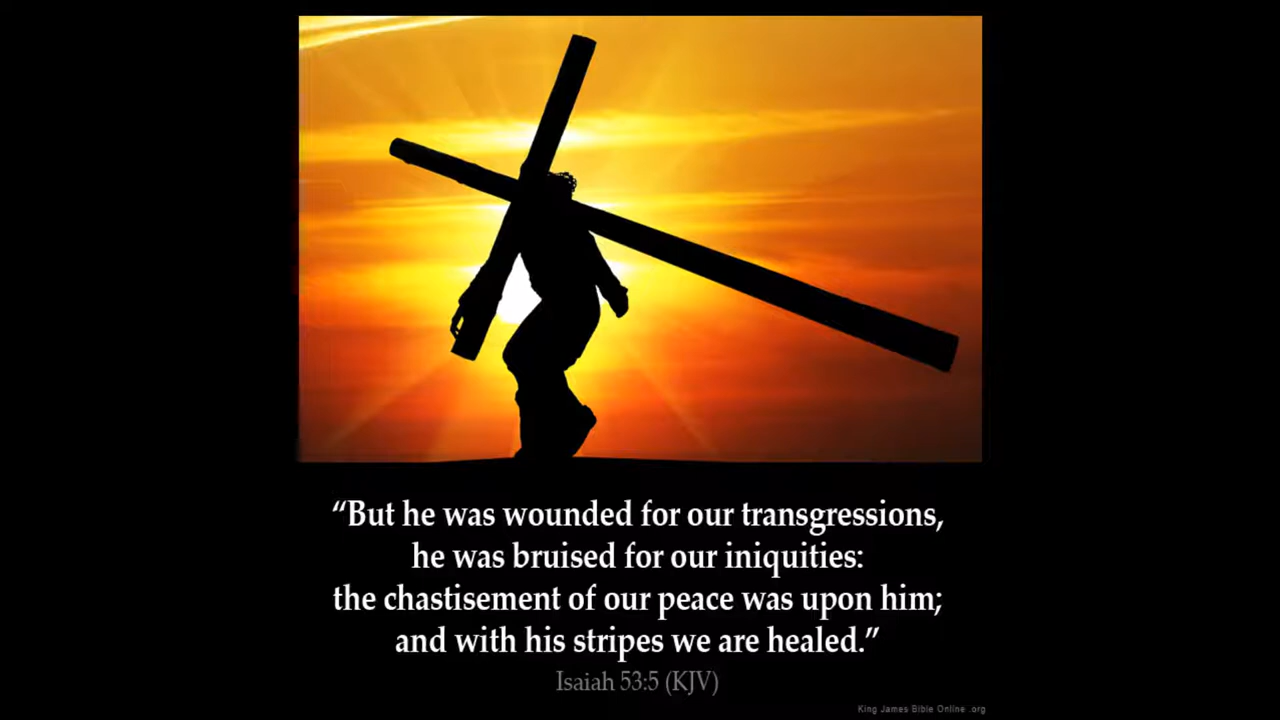 “But he was wounded for our transgressions,
he was bruised for our iniquities:
the chastisement of our peace was upon him;
and with his stripes we are healed.”
Isaiah 53:5 (KJV)
King James Bible Online .org